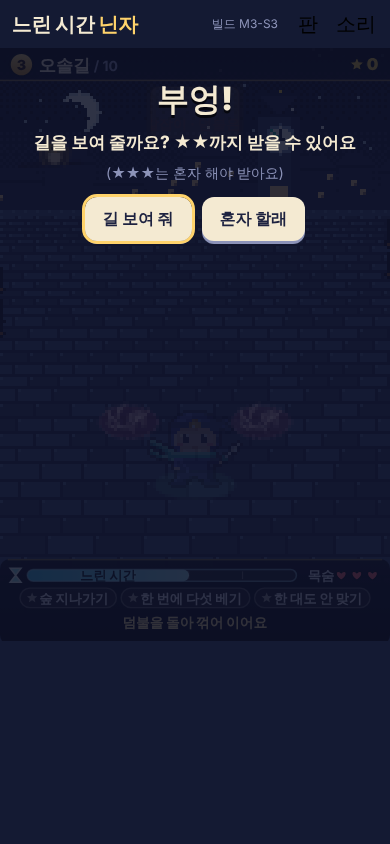 느린 시간 닌자 빌드 M3-S3 판 소리
3 오솔길 / 10 ★ 0
부엉!
길을 보여 줄까요? ★★까지 받을 수 있어요
(★★★는 혼자 해야 받아요)
길 보여 줘 혼자 할래
느린 시간 목숨 ♥ ♥ ♥
★숲 지나가기 ★한 번에 다섯 베기 ★한 대도 안 맞기
덤불을 돌아 꺾어 이어요